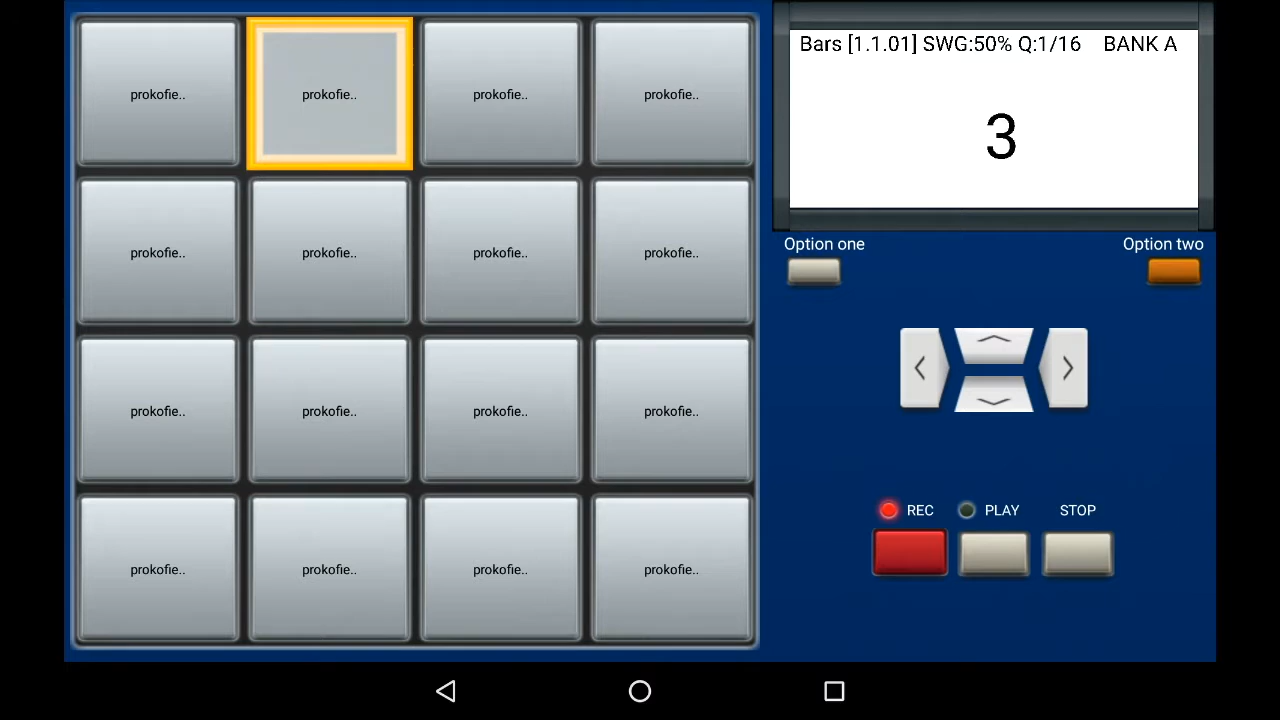 Bars [1.1.01] SWG:50% Q:1/16 BANK A
3
Option one
Option two
prokofie.. prokofie.. prokofie.. prokofie..
prokofie.. prokofie.. prokofie.. prokofie..
prokofie.. prokofie.. prokofie.. prokofie..
prokofie.. prokofie.. prokofie.. prokofie..
REC PLAY STOP